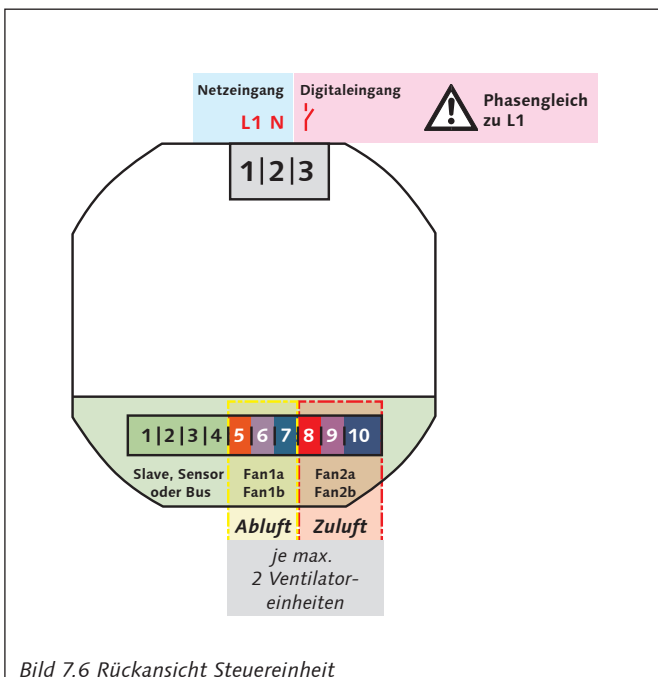 Netzeingang Digitaleingang
L1 N
Phasengleich
zu L1
1|2|3
1|2|3|4|5|6|7|8|9|10
Slave, Sensor
oder Bus
Fan1a
Fan1b
Fan2a
Fan2b
Abluft Zuluft
je max.
2 Ventilator-
einheiten
Bild 7.6 Rückansicht Steuereinheit